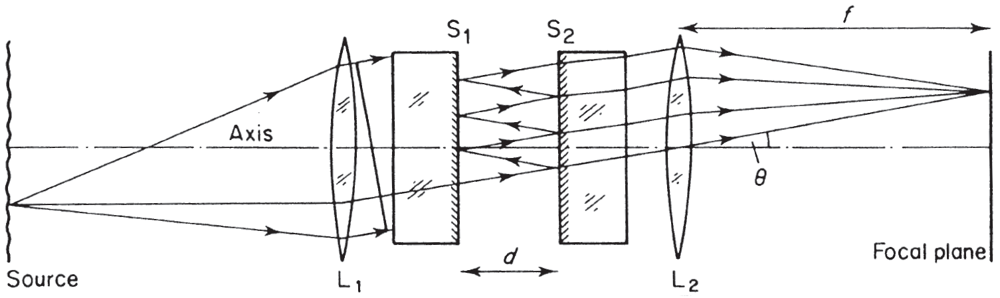 f
S1
S2
Axis
θ
d
Focal plane
Source
L1
L2